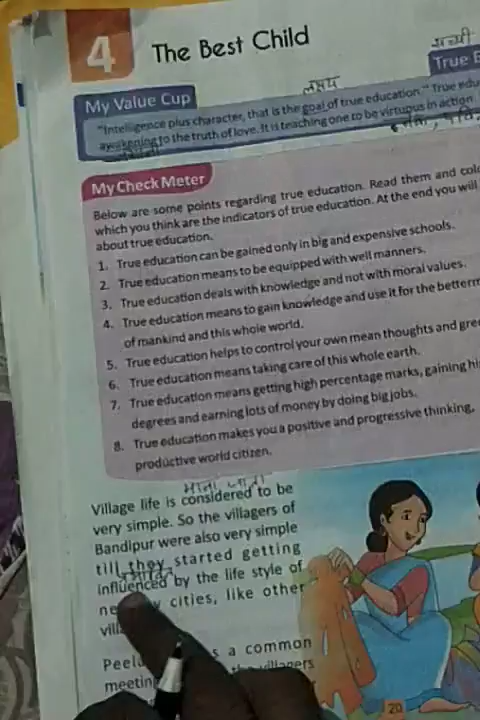 4 The Best Child
सच्ची
लक्ष्य
True E
My Value Cup
"Intelligence plus character, that is the goal of true education." True edu
awakening to the truth of love. It is teaching one to be virtuous in action
My Check Meter
Below are some points regarding true education. Read them and colo
which you think are the indicators of true education. At the end you will
about true education.
1. True education can be gained only in big and expensive schools.
2. True education means to be equipped with well manners.
3. True education deals with knowledge and not with moral values.
4. True education means to gain knowledge and use it for the betterm
of mankind and this whole world.
5. True education helps to control your own mean thoughts and gree
6. True education means taking care of this whole earth.
7. True education means getting high percentage marks, gaining hi
degrees and earning lots of money by doing big jobs.
8. True education makes you a positive and progressive thinking,
productive world citizen.
माना जाता
Village life is considered to be
very simple. So the villagers of
Bandipur were also very simple
till they started getting
influenced by the life style of
cities, like other
vill
Peel a common
meeting villagers
20